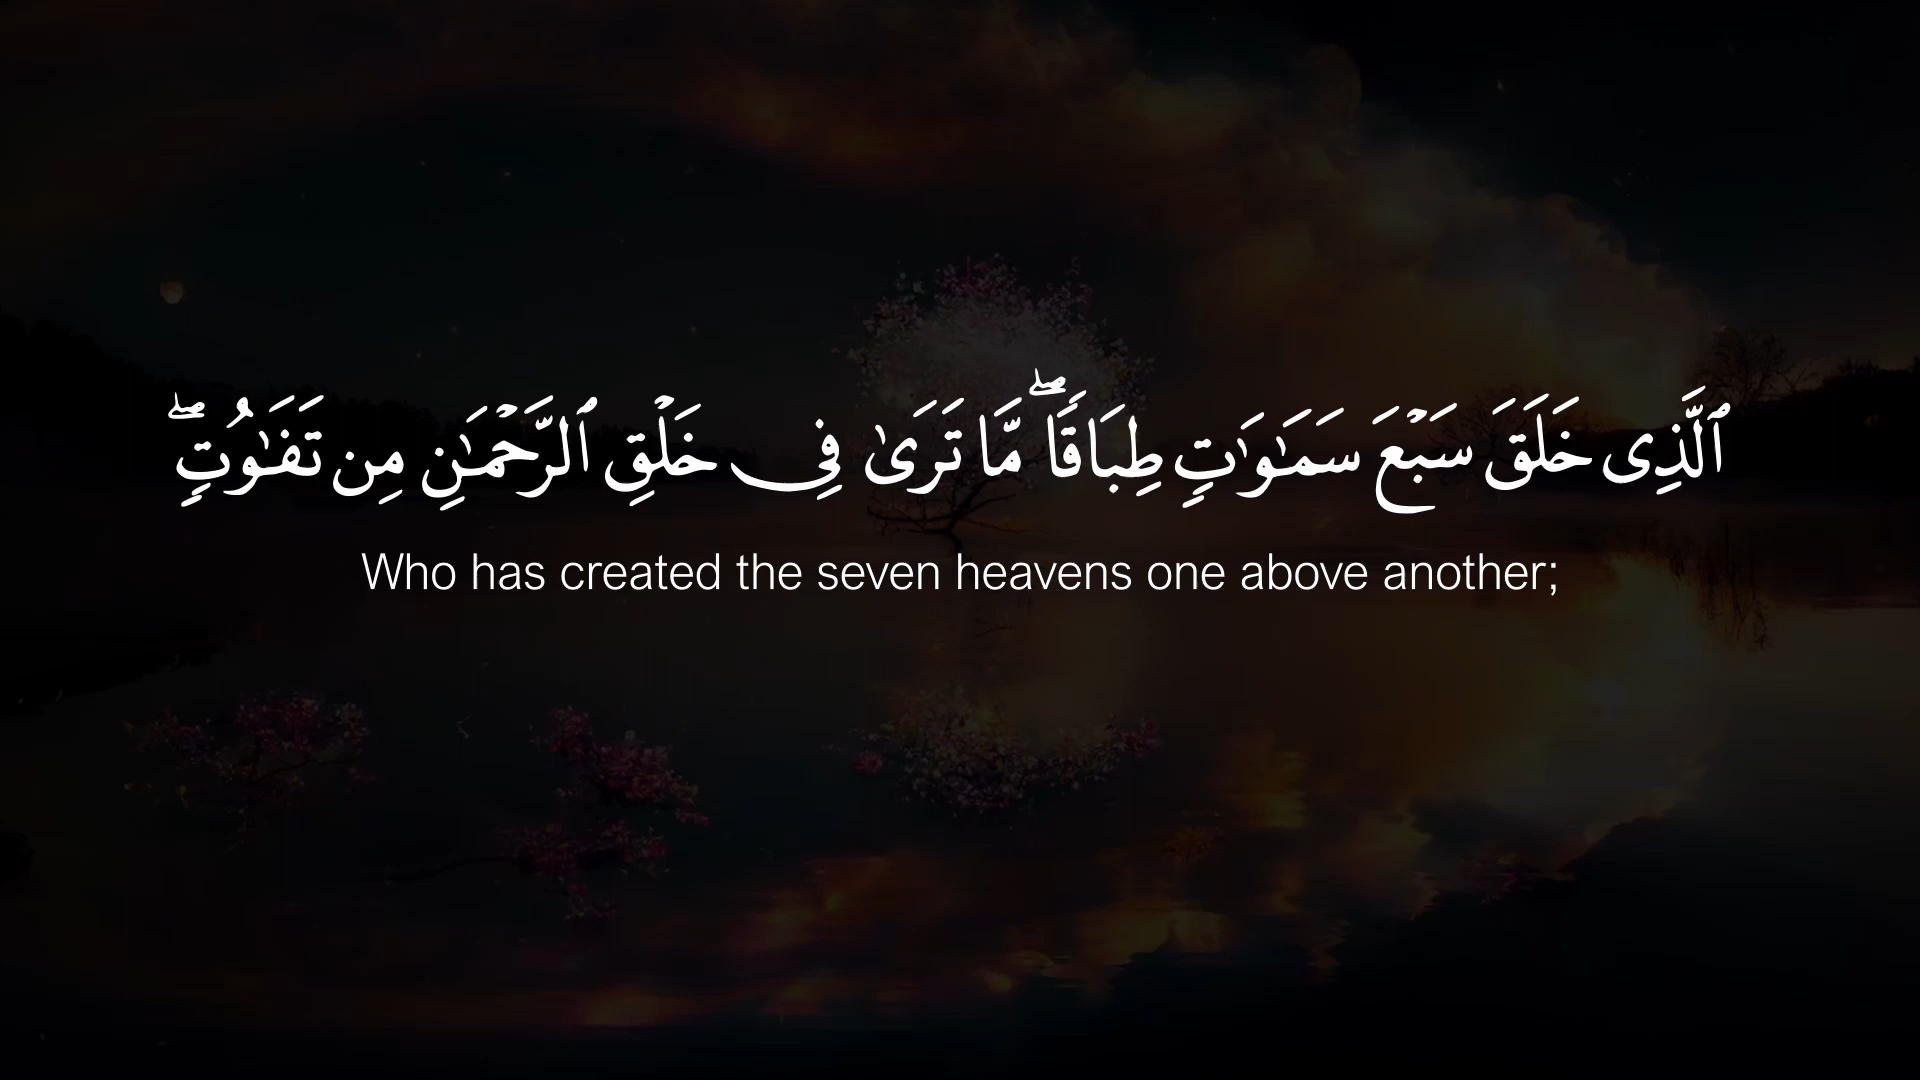 ٱلَّذِى خَلَقَ سَبْعَ سَمَـٰوَٰتٍ طِبَاقًا ۖ مَّا تَرَىٰ فِى خَلْقِ ٱلرَّحْمَـٰنِ مِن تَفَـٰوُتٍ ۖ
Who has created the seven heavens one above another;